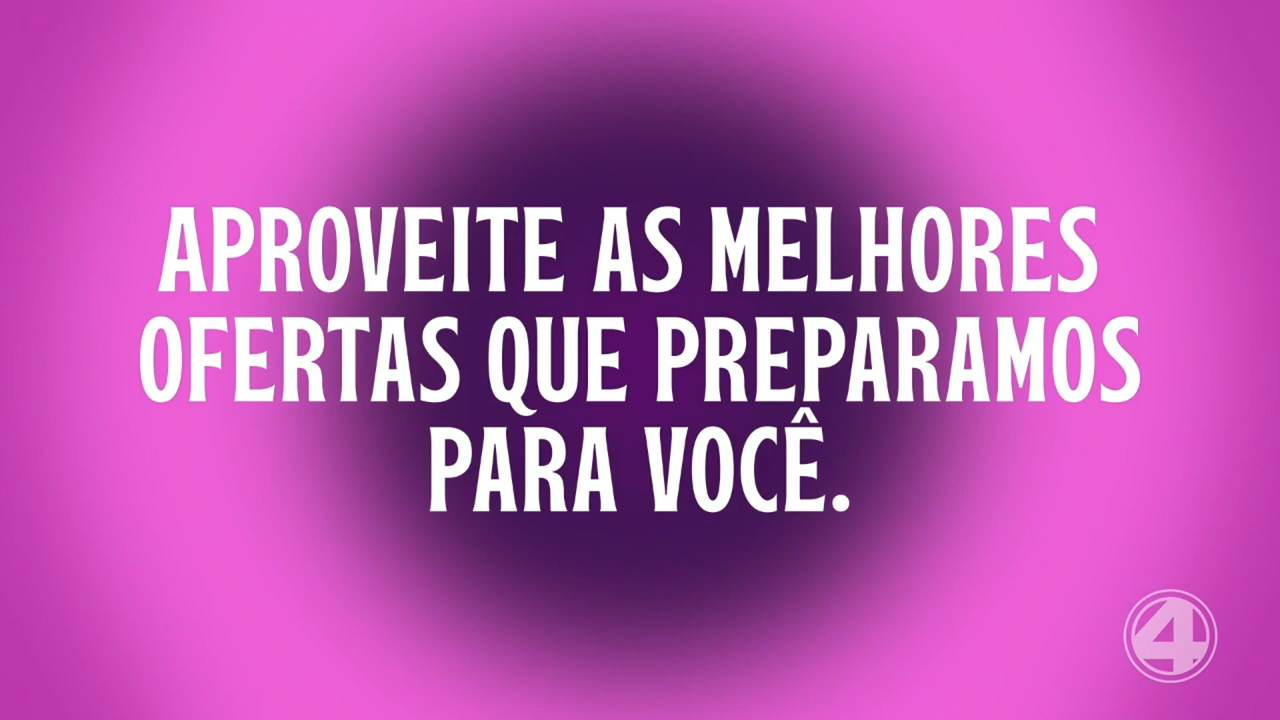 APROVEITE AS MELHORES
OFERTAS QUE PREPARAMOS
PARA VOCÊ.
4